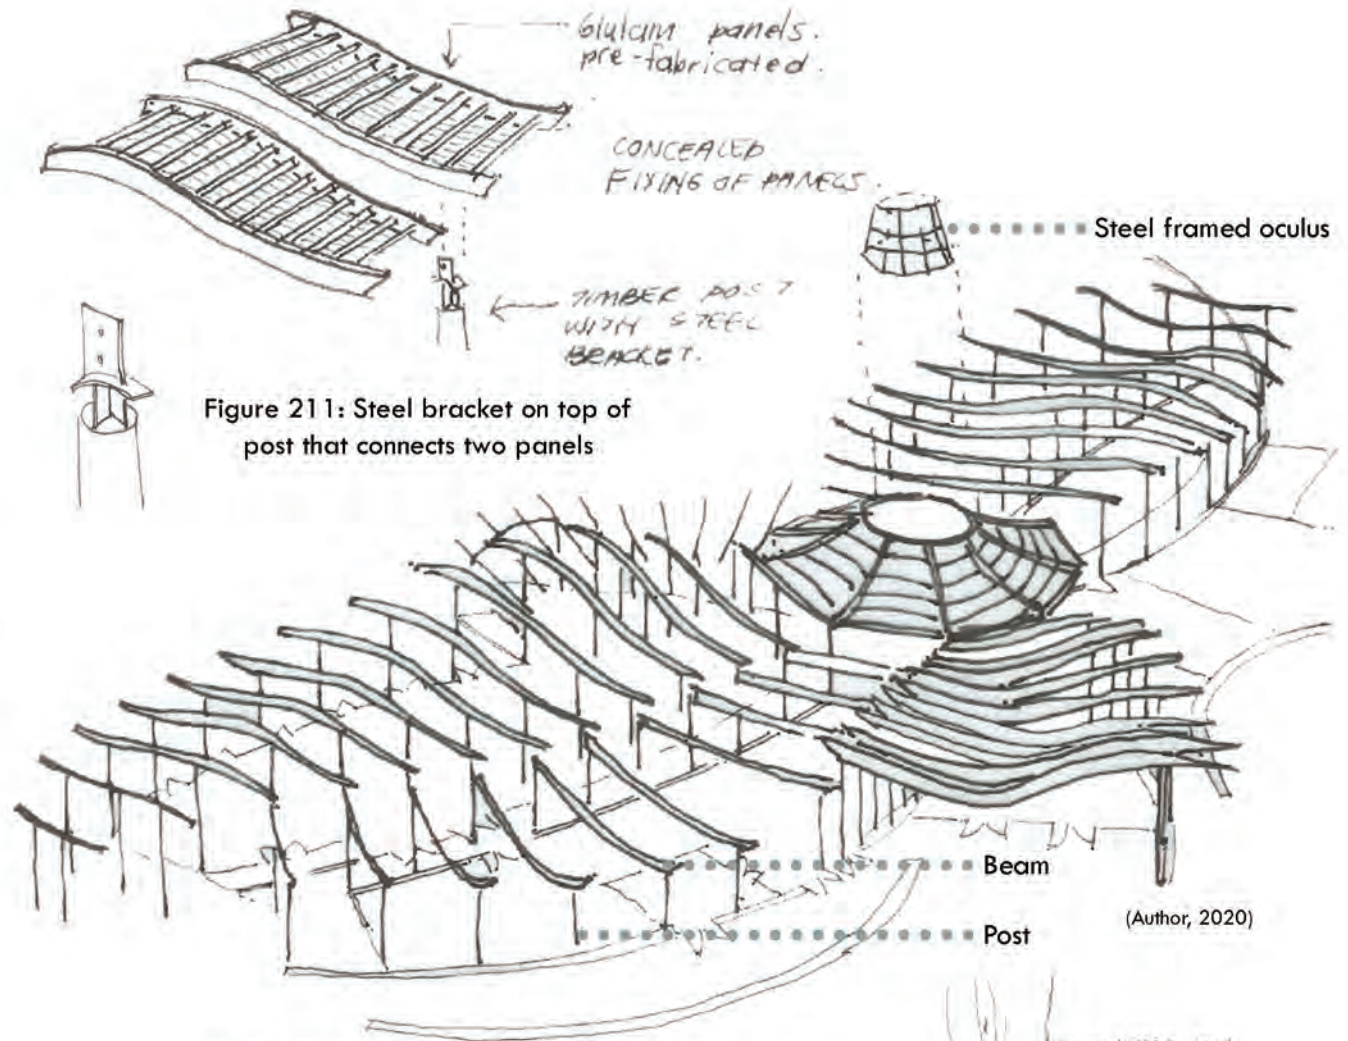 Glulam panels.
pre-fabricated.
CONCEALED
FIXING OF PANELS.
Steel framed oculus
TIMBER POST
WITH STEEL
BRACKET.
Figure 211: Steel bracket on top of
post that connects two panels
Beam
(Author, 2020)
Post